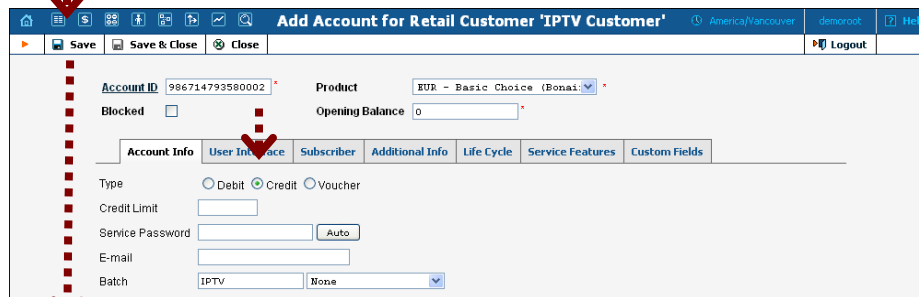 Add Account for Retail Customer 'IPTV Customer' America/Vancouver demoroot Hel
Save Save & Close Close Logout
Account ID 986714793580002 * Product EUR - Basic Choice (Bonai: *
Blocked Opening Balance 0 *
Account Info User Interface Subscriber Additional Info Life Cycle Service Features Custom Fields
Type Debit Credit Voucher
Credit Limit
Service Password Auto
E-mail
Batch IPTV None